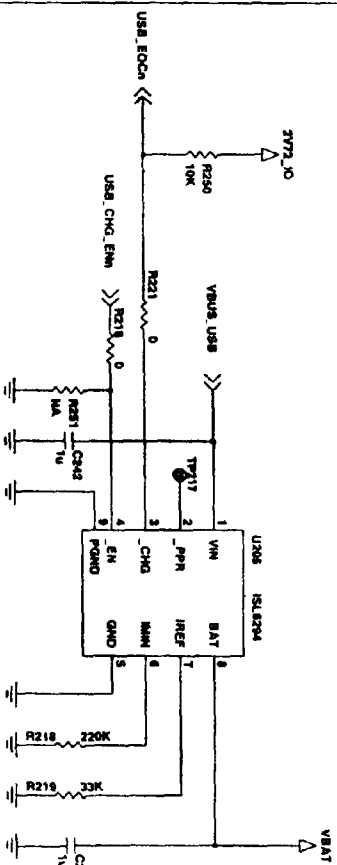 USB_EOCn
2V72_IO
R250
10K
USB_CHG_ENn
R221
0
R216
0
VBUS_USB
R251
NA
C242
1u
TP217
U206
ISL6294
1
VIN
2
_PPR
3
_CHG
4
_EN
9
PGND
BAT
8
IREF
7
IMIN
6
GND
5
R218
220K
R219
33K
VBAT